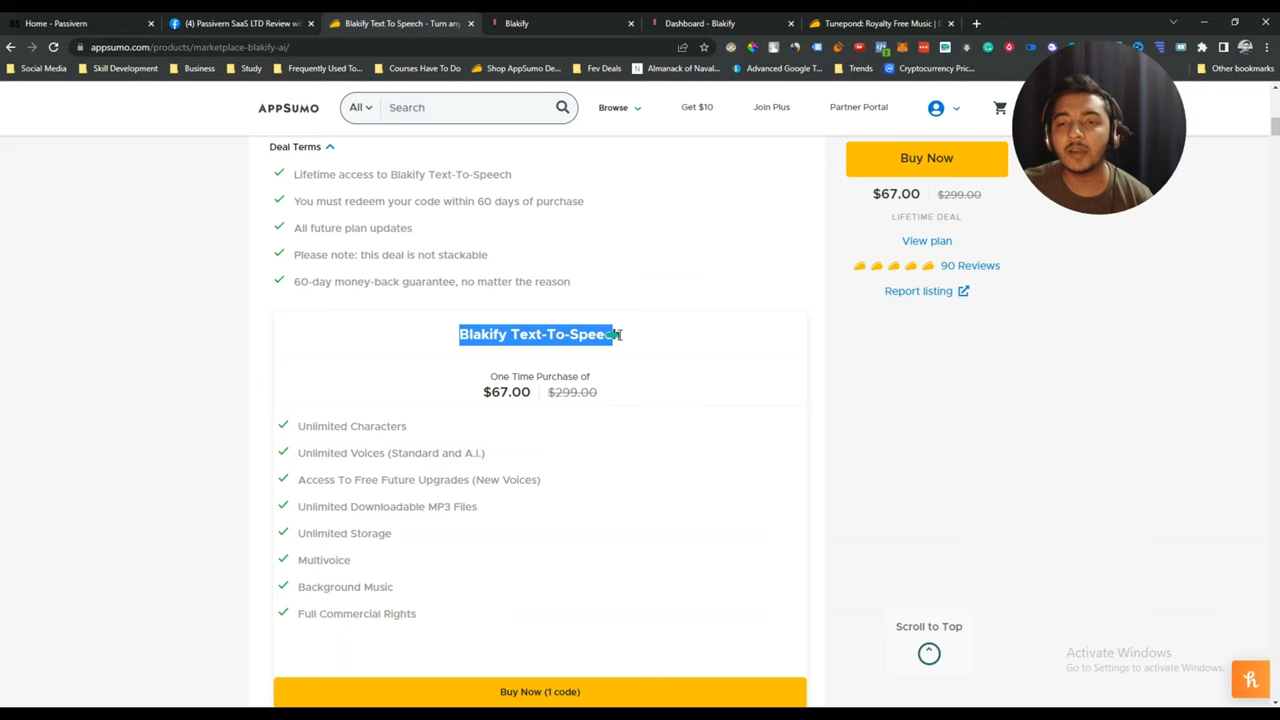 Home - Passivern
(4) Passivern SaaS LTD Review wi
Blakify Text To Speech - Turn any
Blakify
Dashboard - Blakify
Tunepond: Royalty Free Music | D
appsumo.com/products/marketplace-blakify-ai/
Social Media
Skill Development
Business
Study
Frequently Used To...
Courses Have To Do
Shop AppSumo De...
Fev Deals
Almanack of Naval...
Advanced Google T...
Trends
Cryptocurrency Pric...
Other bookmarks
APPSUMO
All
Search
Browse
Get $10
Join Plus
Partner Portal
Deal Terms
Lifetime access to Blakify Text-To-Speech
You must redeem your code within 60 days of purchase
All future plan updates
Please note: this deal is not stackable
60-day money-back guarantee, no matter the reason
Buy Now
$67.00 $299.00
LIFETIME DEAL
View plan
90 Reviews
Report listing
Blakify Text-To-Speech
One Time Purchase of
$67.00 $299.00
Unlimited Characters
Unlimited Voices (Standard and A.I.)
Access To Free Future Upgrades (New Voices)
Unlimited Downloadable MP3 Files
Unlimited Storage
Multivoice
Background Music
Full Commercial Rights
Buy Now (1 code)
Scroll to Top
Activate Windows
Go to Settings to activate Windows.